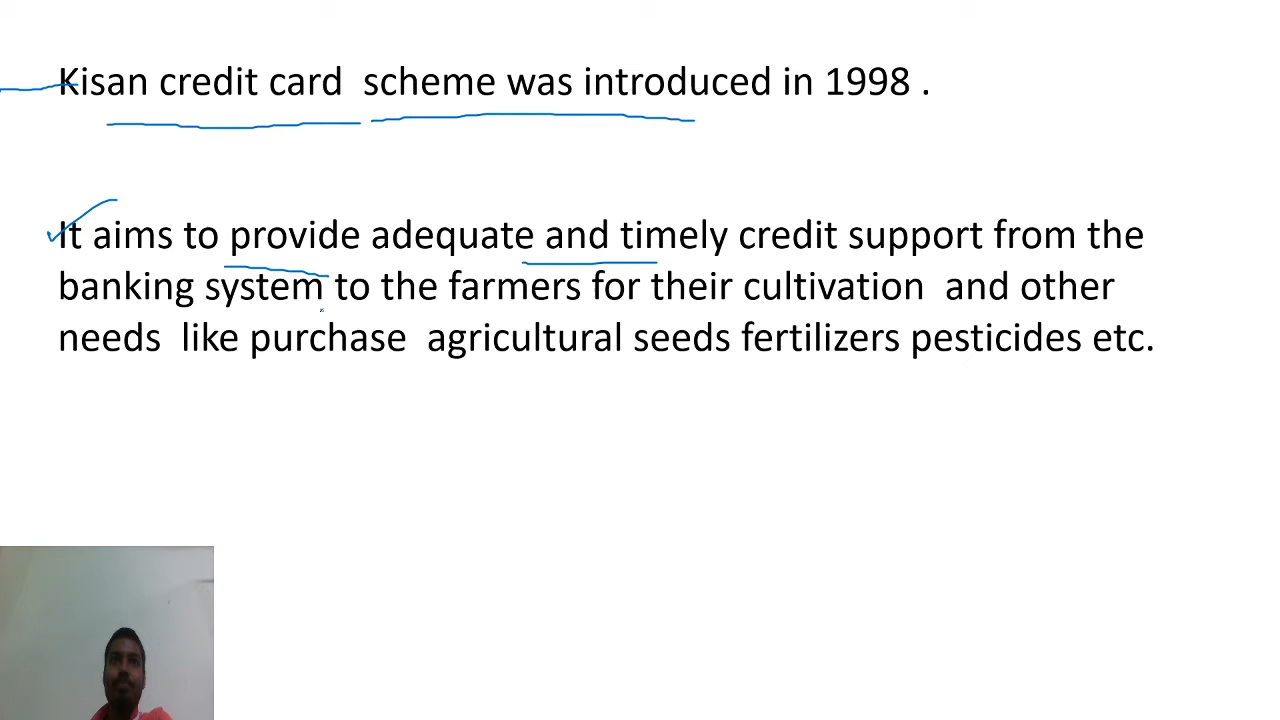 Kisan credit card  scheme was introduced in 1998 .
It aims to provide adequate and timely credit support from the
banking system to the farmers for their cultivation  and other
needs  like purchase  agricultural seeds fertilizers pesticides etc.